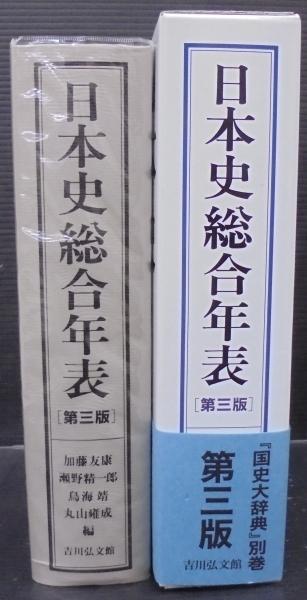 日本史総合年表
[第三版]
加藤友康
瀬野精一郎
鳥海靖
丸山雍成
編
吉川弘文館
日本史総合年表
[第三版]
『国史大辞典』別巻
第三版
吉川弘文館